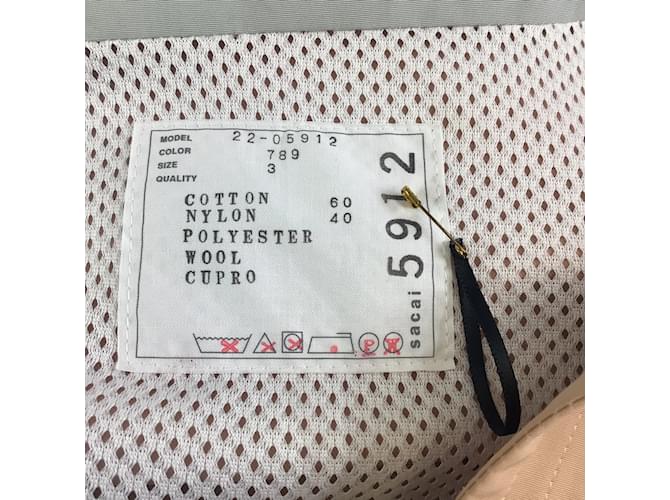 MODEL 22-05912
COLOR 789
SIZE 3
QUALITY
COTTON 60
NYLON 40
POLYESTER
WOOL
CUPRO
P W
sacai 5912